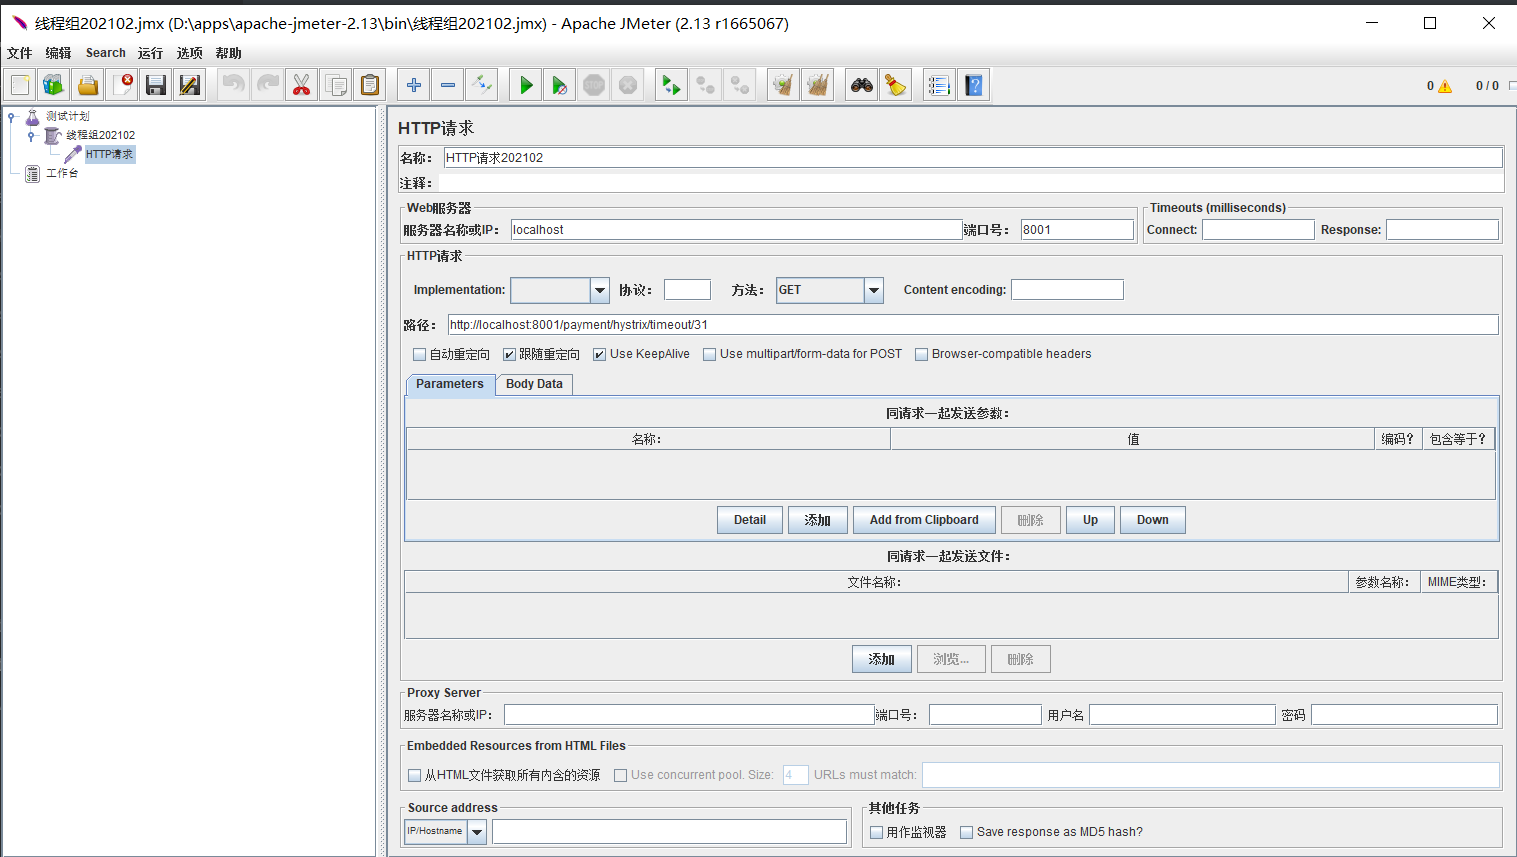 线程组202102.jmx (D:\apps\apache-jmeter-2.13\bin\线程组202102.jmx) - Apache JMeter (2.13 r1665067)
文件 编辑 Search 运行 选项 帮助
STOP
0 0 / 0
测试计划
线程组202102
HTTP请求
工作台
HTTP请求
名称： HTTP请求202102
注释：
Web服务器
服务器名称或IP： localhost 端口号： 8001
Timeouts (milliseconds)
Connect: Response:
HTTP请求
Implementation: 协议： 方法： GET Content encoding:
路径： http://localhost:8001/payment/hystrix/timeout/31
自动重定向 跟随重定向 Use KeepAlive Use multipart/form-data for POST Browser-compatible headers
Parameters Body Data
同请求一起发送参数：
名称： 值 编码？ 包含等于？
Detail 添加 Add from Clipboard 删除 Up Down
同请求一起发送文件：
文件名称： 参数名称： MIME类型：
添加 浏览... 删除
Proxy Server
服务器名称或IP： 端口号： 用户名 密码
Embedded Resources from HTML Files
从HTML文件获取所有内含的资源 Use concurrent pool. Size: 4 URLs must match:
Source address
IP/Hostname
其他任务
用作监视器 Save response as MD5 hash?